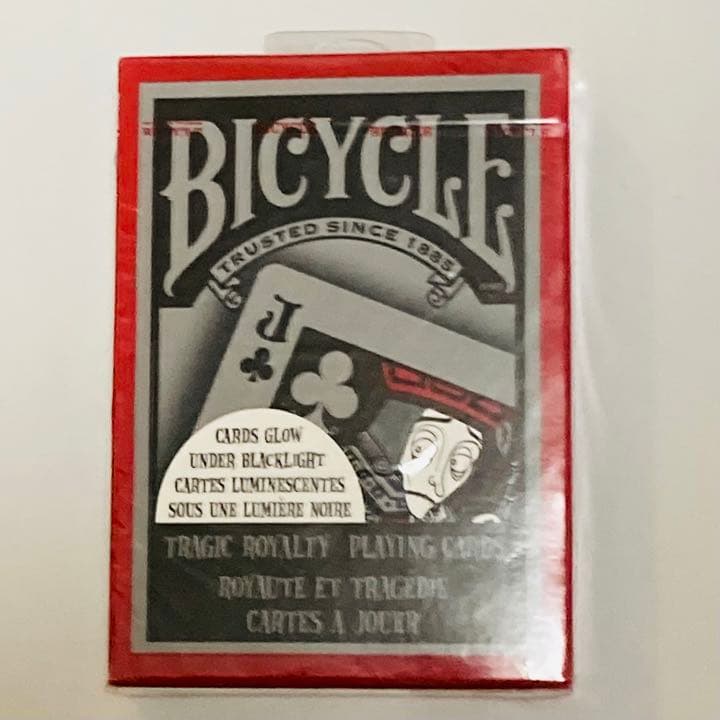 BICYCLE
TRUSTED SINCE 1885
J
CARDS GLOW
UNDER BLACKLIGHT
CARTES LUMINESCENTES
SOUS UNE LUMIÈRE NOIRE
TRAGIC ROYALTY PLAYING CARDS
ROYAUTE ET TRAGEDIE
CARTES A JOUER